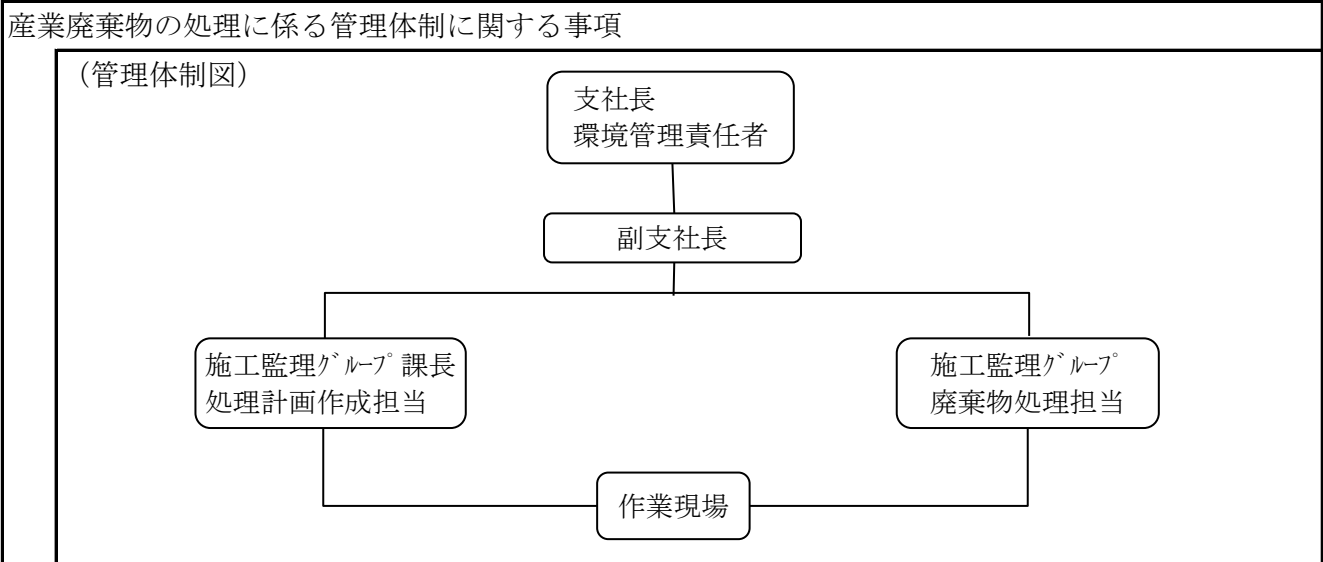 産業廃棄物の処理に係る管理体制に関する事項
（管理体制図）
支社長
環境管理責任者
副支社長
施工監理ｸﾞﾙｰﾌﾟ課長
処理計画作成担当
施工監理ｸﾞﾙｰﾌﾟ
廃棄物処理担当
作業現場